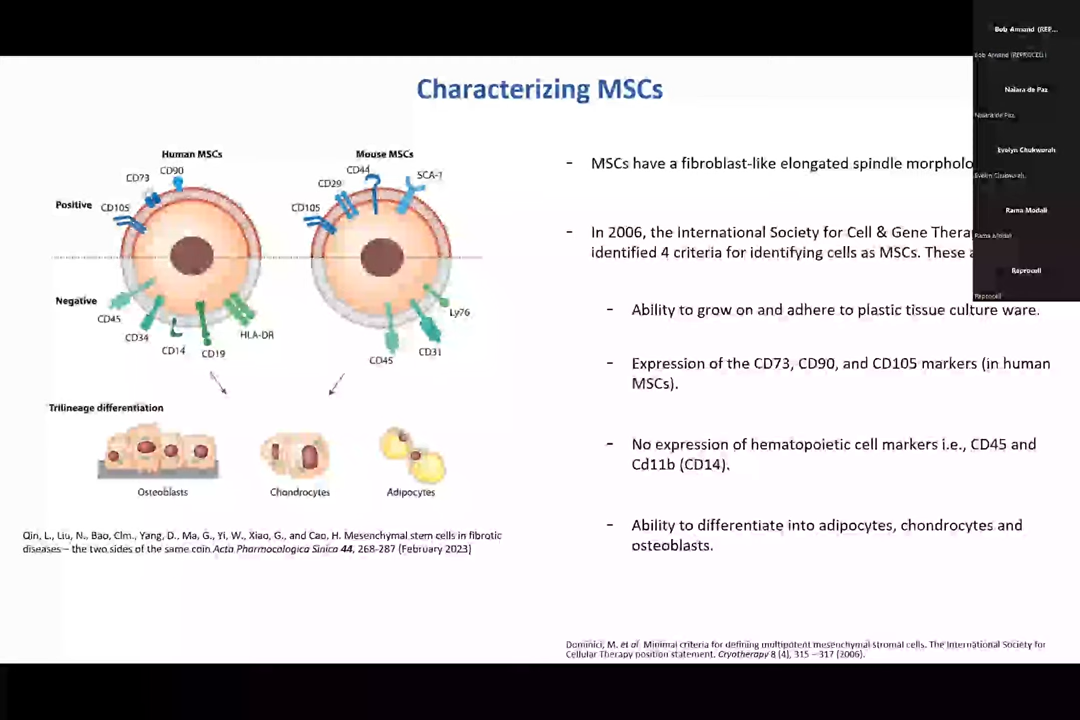 Characterizing MSCs
Human MSCs
Mouse MSCs
CD73
CD90
CD105
CD29
CD44
SCA-1
CD105
Positive
Negative
CD45
CD34
CD14
CD19
HLA-DR
CD45
CD31
Ly76
Trilineage differentiation
Osteoblasts
Chondrocytes
Adipocytes
Qin, L., Liu, N., Bao, Clm., Yang, D., Ma, G., Yi, W., Xiao, G., and Cao, H. Mesenchymal stem cells in fibrotic
diseases – the two sides of the same coin. Acta Pharmacologica Sinica 44, 268-287 (February 2023)
- MSCs have a fibroblast-like elongated spindle morpholo
- In 2006, the International Society for Cell & Gene Thera
identified 4 criteria for identifying cells as MSCs. These a
- Ability to grow on and adhere to plastic tissue culture ware.
- Expression of the CD73, CD90, and CD105 markers (in human
MSCs).
- No expression of hematopoietic cell markers i.e., CD45 and
Cd11b (CD14).
- Ability to differentiate into adipocytes, chondrocytes and
osteoblasts.
Dominici, M. et al. Minimal criteria for defining multipotent mesenchymal stromal cells. The International Society for
Cellular Therapy position statement. Cryotherapy 8 (4), 315 – 317 (2006).
Bob Annand (REP...
Bob Annand (REPROCELL)
Naiara de Paz
Naiara de Paz
Evelyn Chukwurah
Evelyn Chukwurah
Rama Modali
Rama Modali
Reprocell
Reprocell